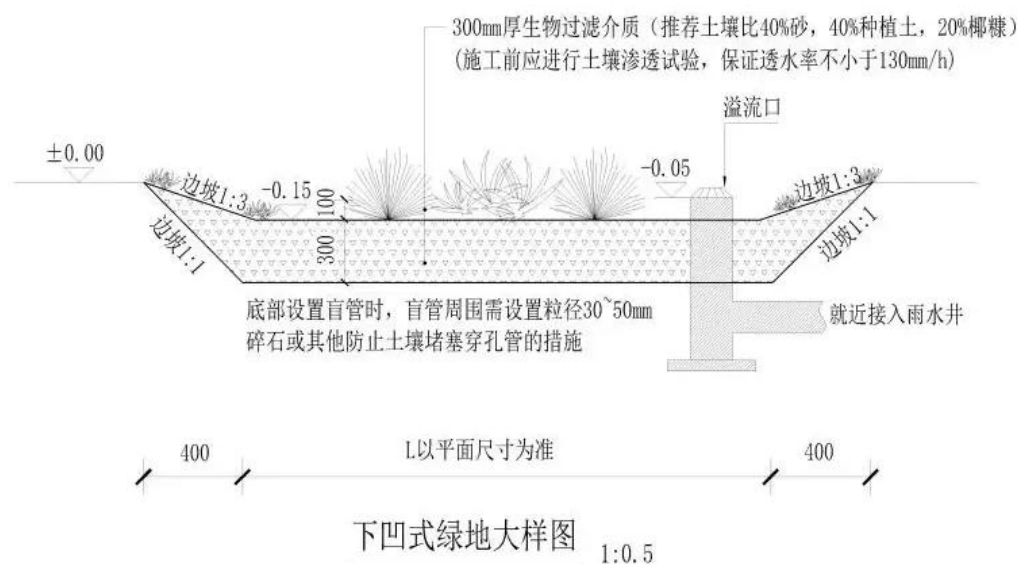 300mm厚生物过滤介质（推荐土壤比40%砂，40%种植土，20%椰糠）
(施工前应进行土壤渗透试验，保证透水率不小于130mm/h)
溢流口
±0.00
-0.05
边坡1:3
-0.15
100
边坡1:3
边坡1:1
300
边坡1:1
底部设置盲管时，盲管周围需设置粒径30~50mm
碎石或其他防止土壤堵塞穿孔管的措施
就近接入雨水井
400
L以平面尺寸为准
400
下凹式绿地大样图
1:0.5